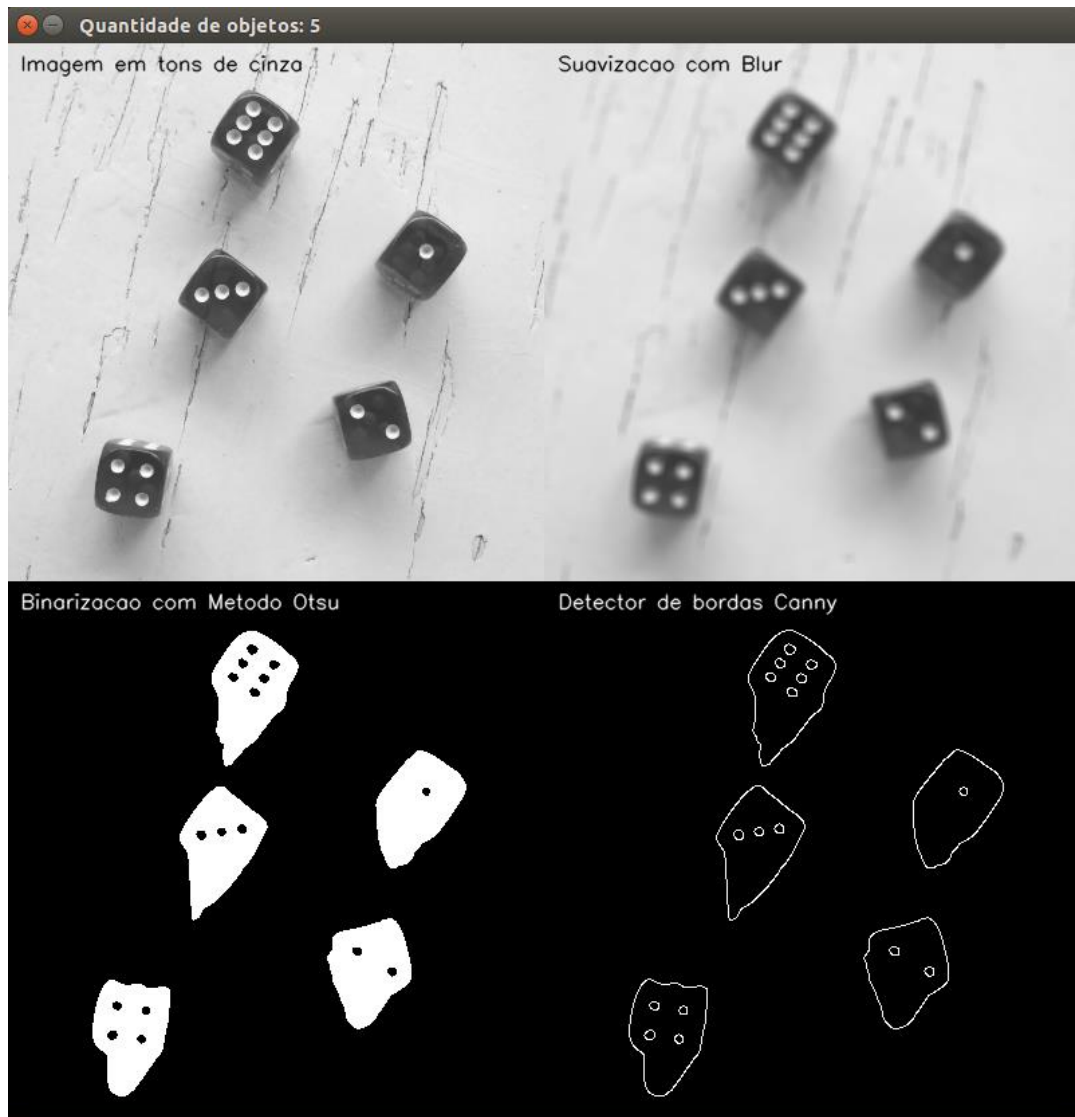 Quantidade de objetos: 5
Imagem em tons de cinza
Suavizacao com Blur
Binarizacao com Metodo Otsu
Detector de bordas Canny